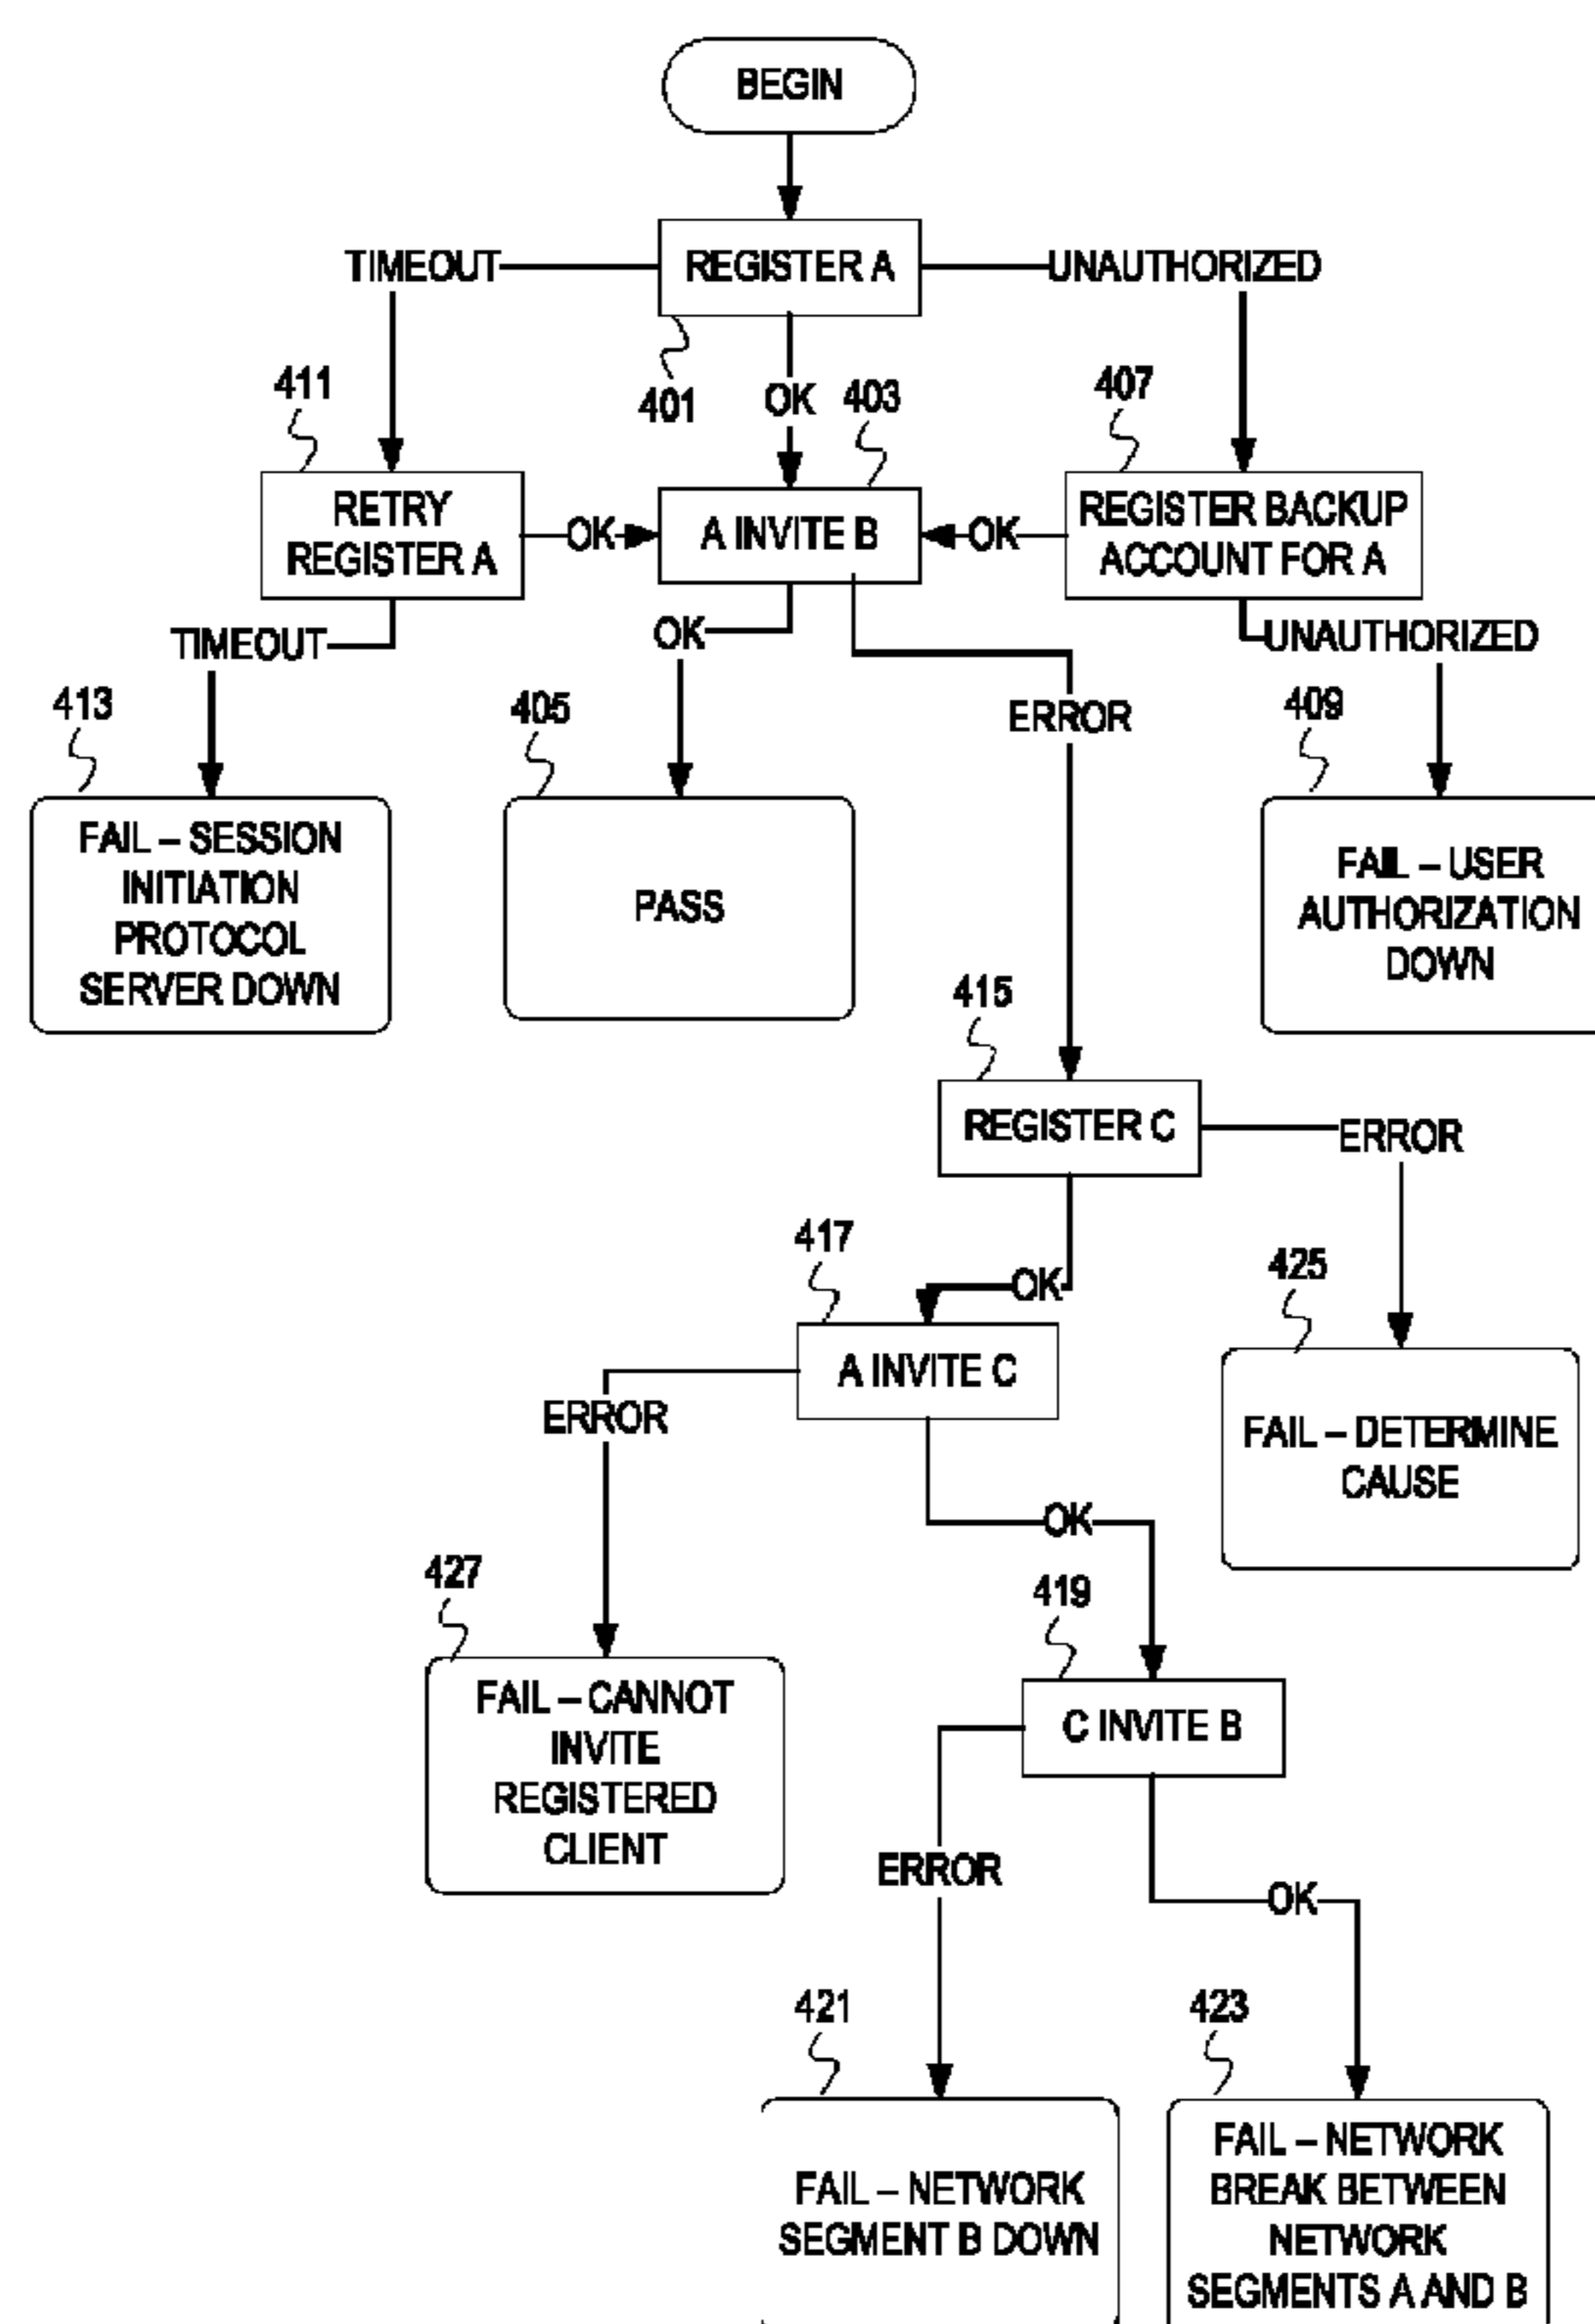 BEGIN
TIMEOUT
REGISTER A
UNAUTHORIZED
411
401
OK
403
407
RETRY
REGISTER A
OK
A INVITE B
OK
REGISTER BACKUP
ACCOUNT FOR A
TIMEOUT
OK
UNAUTHORIZED
413
405
ERROR
409
FAIL – SESSION
INITIATION
PROTOCOL
SERVER DOWN
PASS
FAIL – USER
AUTHORIZATION
DOWN
415
REGISTER C
ERROR
417
OK
425
A INVITE C
ERROR
FAIL – DETERMINE
CAUSE
OK
427
419
FAIL – CANNOT
INVITE
REGISTERED
CLIENT
C INVITE B
ERROR
OK
421
423
FAIL – NETWORK
SEGMENT B DOWN
FAIL – NETWORK
BREAK BETWEEN
NETWORK
SEGMENTS A AND B